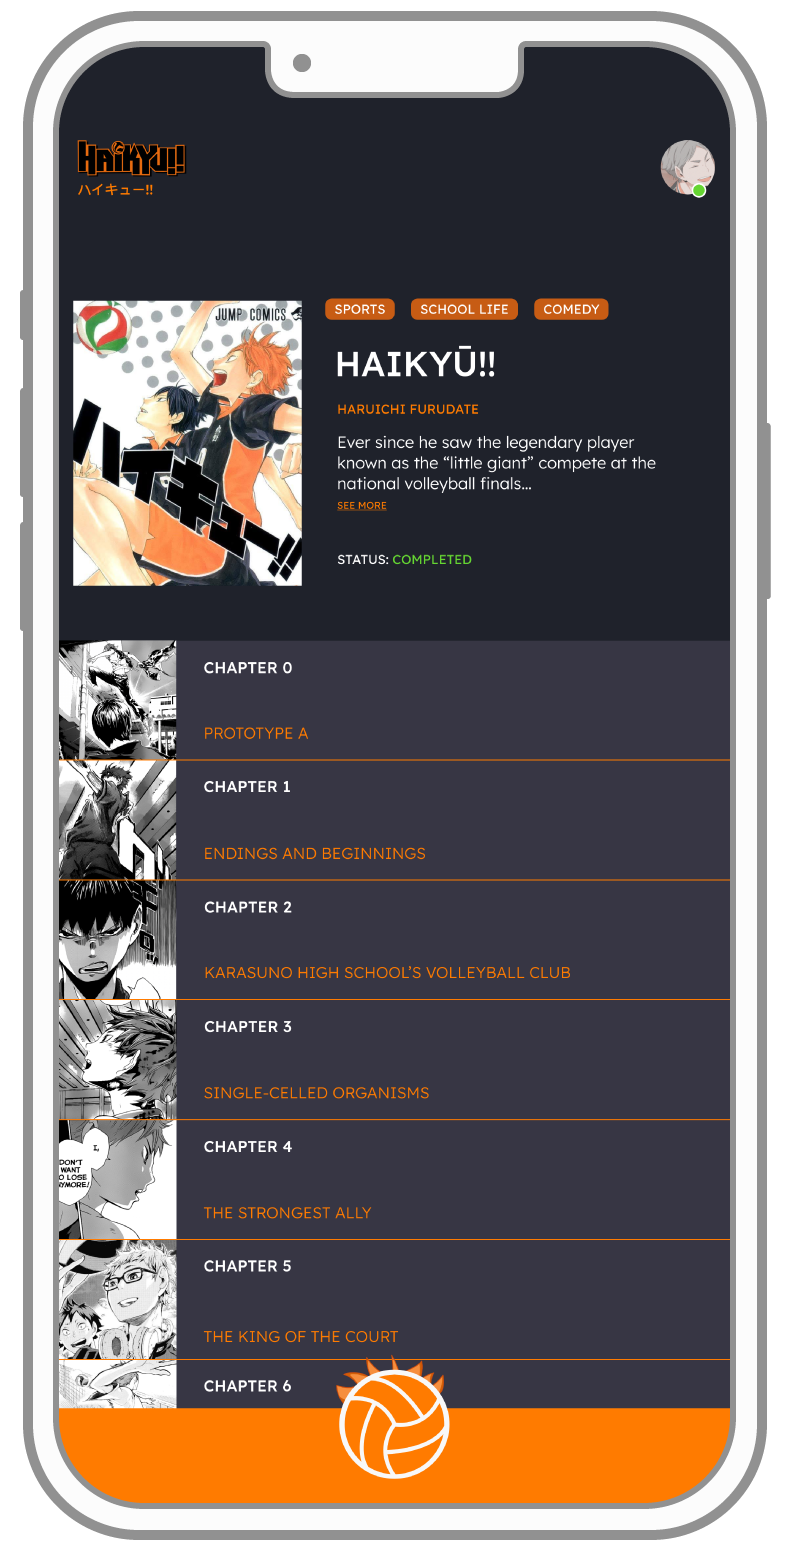 HAIKYU!!
ハイキュー!!
JUMP COMICS
SPORTS
SCHOOL LIFE
COMEDY
ハイキュー!!
HAIKYŪ!!
HARUICHI FURUDATE
Ever since he saw the legendary player
known as the “little giant” compete at the
national volleyball finals...
SEE MORE
STATUS: COMPLETED
CHAPTER 0
PROTOTYPE A
CHAPTER 1
ENDINGS AND BEGINNINGS
CHAPTER 2
KARASUNO HIGH SCHOOL’S VOLLEYBALL CLUB
CHAPTER 3
SINGLE-CELLED ORGANISMS
CHAPTER 4
I,
DON'T
WANT
O LOSE
NYMORE!
THE STRONGEST ALLY
CHAPTER 5
THE KING OF THE COURT
CHAPTER 6